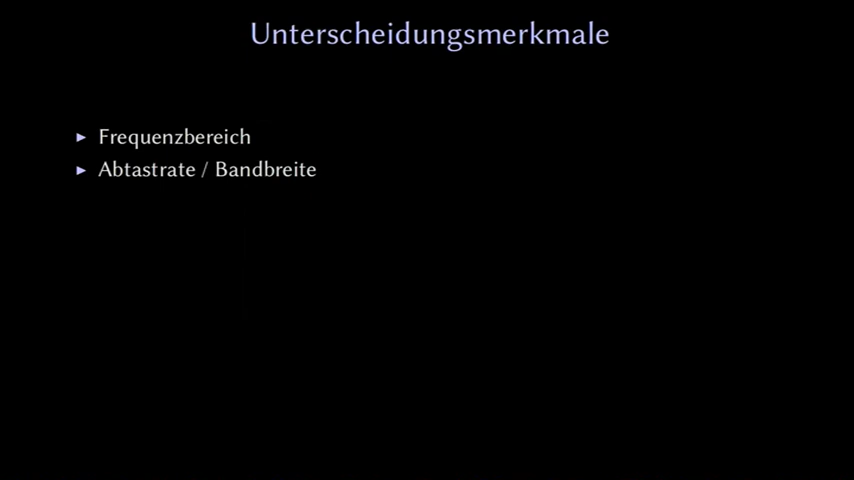 Unterscheidungsmerkmale
▶ Frequenzbereich
▶ Abtastrate / Bandbreite